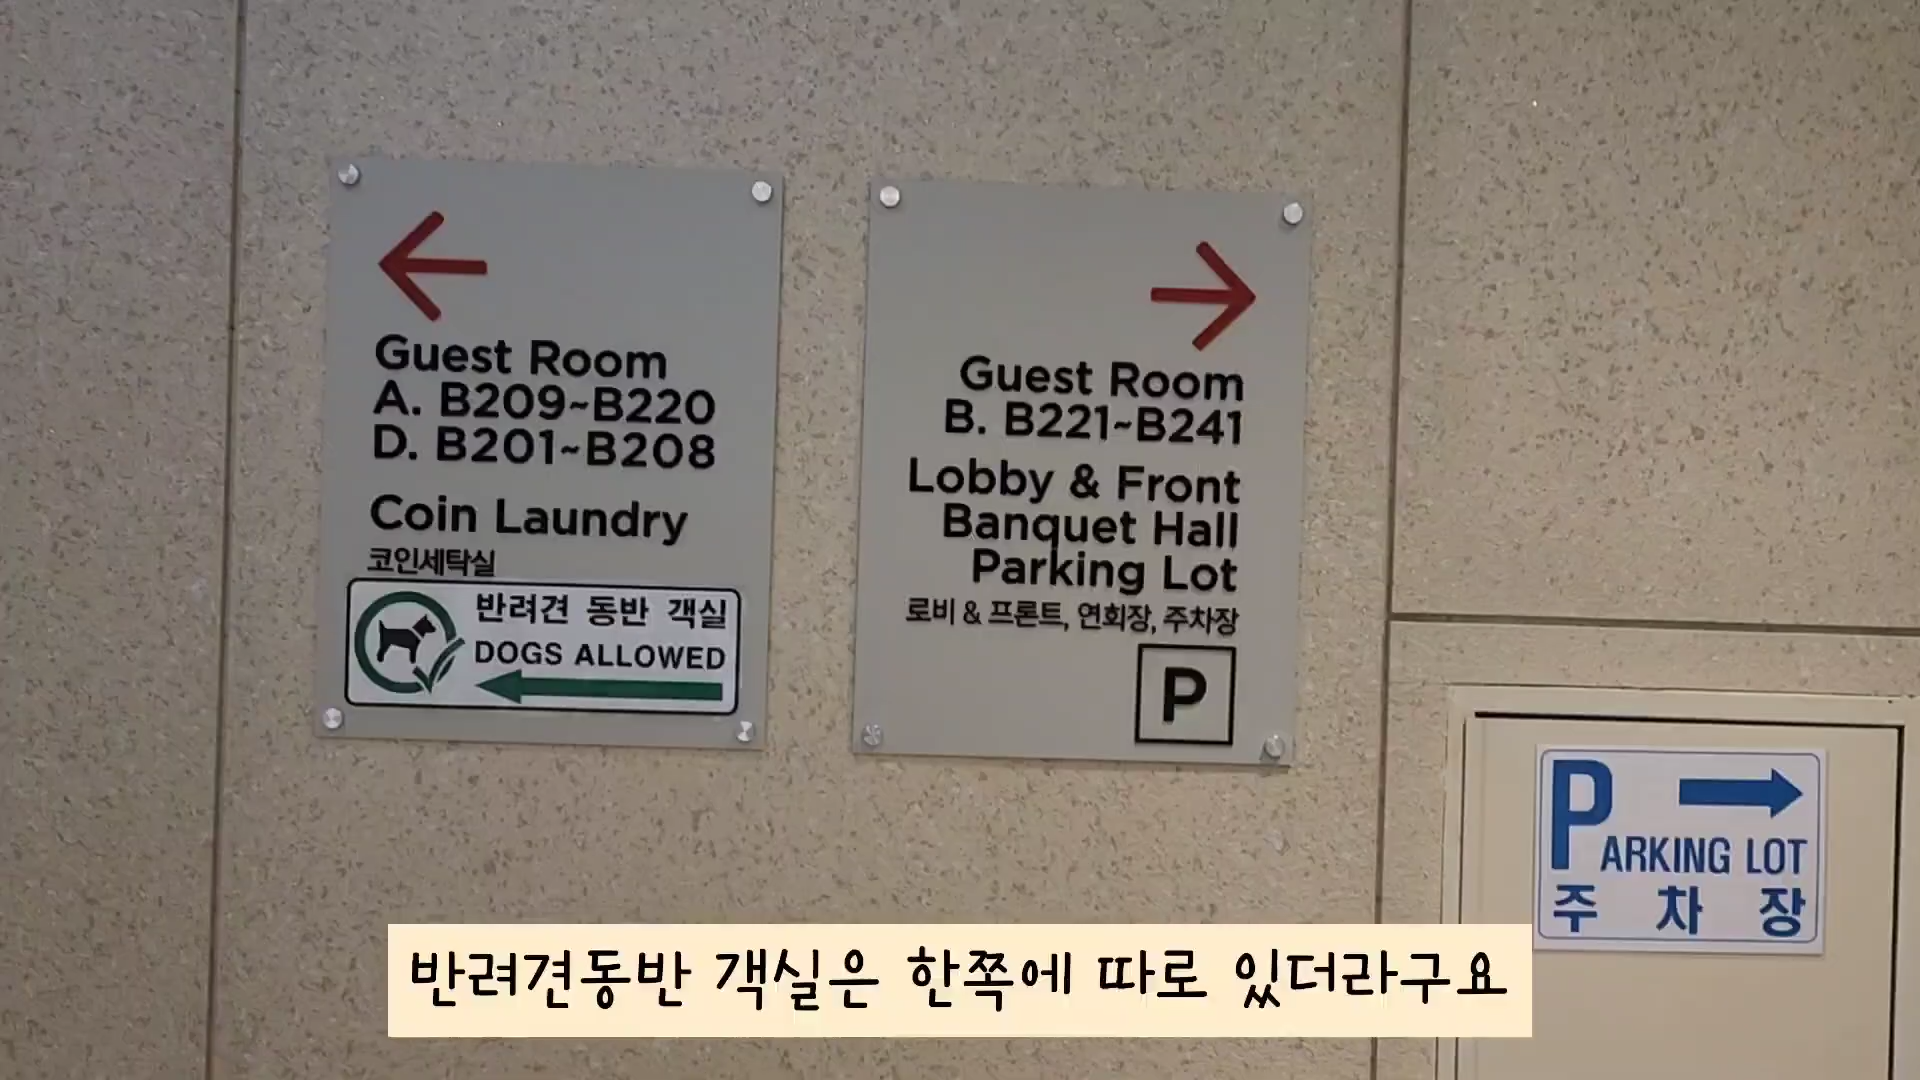 Guest Room
A. B209~B220
D. B201~B208
Coin Laundry
코인세탁실
반려견 동반 객실
DOGS ALLOWED
Guest Room
B. B221~B241
Lobby & Front
Banquet Hall
Parking Lot
로비 & 프론트, 연회장, 주차장
P
PARKING LOT
주 차 장
반려견동반 객실은 한쪽에 따로 있더라구요